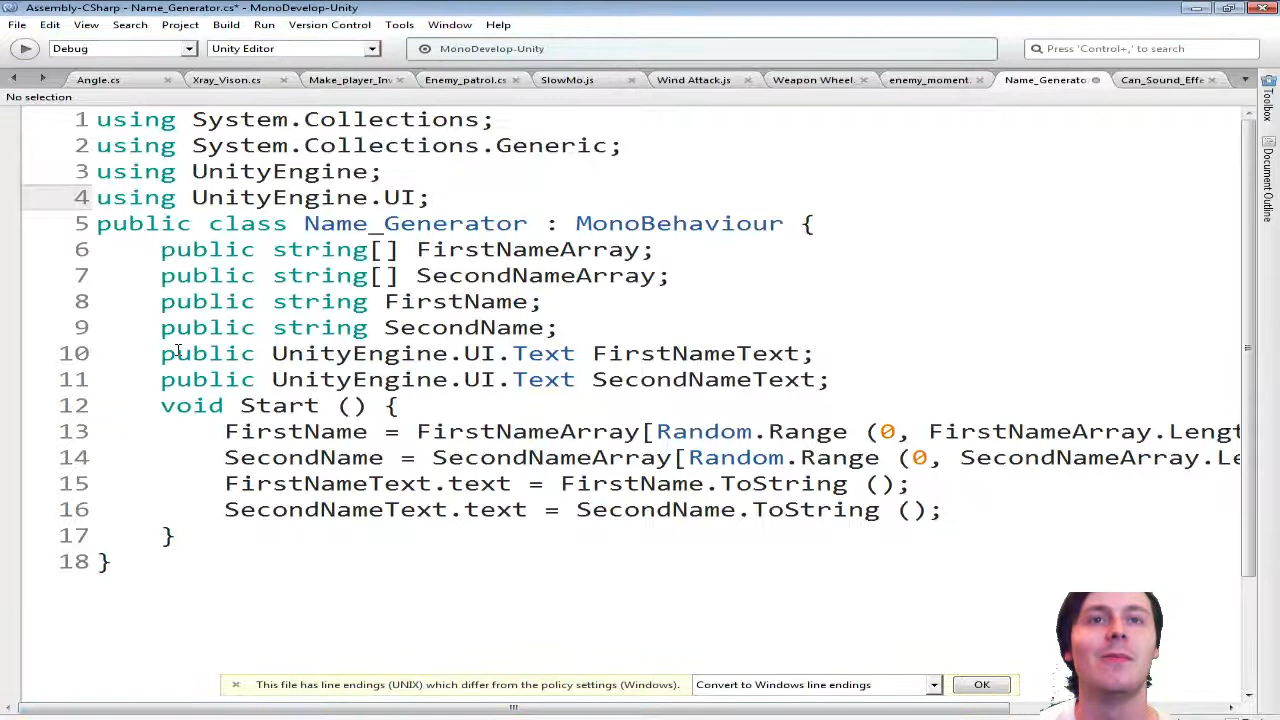 Assembly-CSharp - Name_Generator.cs* - MonoDevelop-Unity
File Edit View Search Project Build Run Version Control Tools Window Help
Debug Unity Editor MonoDevelop-Unity Press 'Control+,' to search
Angle.cs Xray_Vison.cs Make_player_Inv Enemy_patrol.cs SlowMo.js Wind Attack.js Weapon Wheel. enemy_moment. Name_Generato Can_Sound_Effe
No selection
Toolbox
Document Outline
1 using System.Collections;
2 using System.Collections.Generic;
3 using UnityEngine;
4 using UnityEngine.UI;
5 public class Name_Generator : MonoBehaviour {
6 public string[] FirstNameArray;
7 public string[] SecondNameArray;
8 public string FirstName;
9 public string SecondName;
10 public UnityEngine.UI.Text FirstNameText;
11 public UnityEngine.UI.Text SecondNameText;
12 void Start () {
13 FirstName = FirstNameArray[Random.Range (0, FirstNameArray.Lengt
14 SecondName = SecondNameArray[Random.Range (0, SecondNameArray.Le
15 FirstNameText.text = FirstName.ToString ();
16 SecondNameText.text = SecondName.ToString ();
17 }
18 }
This file has line endings (UNIX) which differ from the policy settings (Windows). Convert to Windows line endings OK